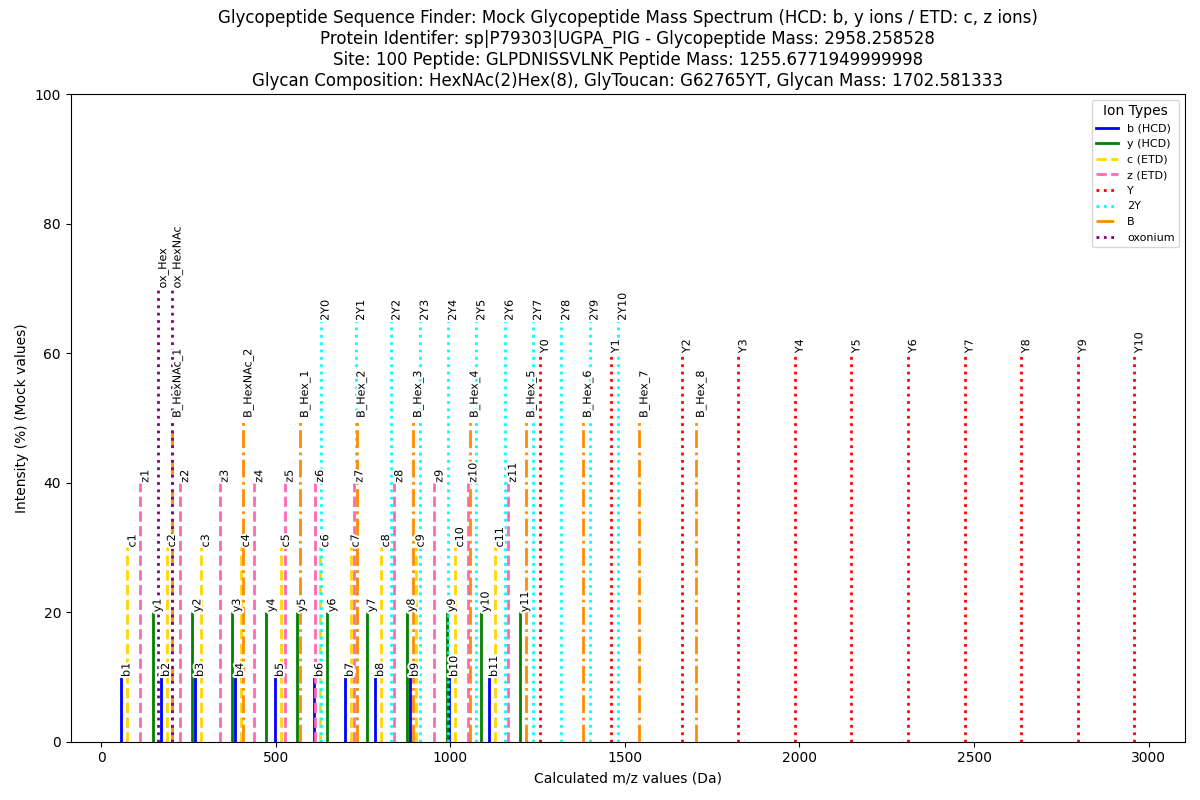 Glycopeptide Sequence Finder: Mock Glycopeptide Mass Spectrum (HCD: b, y ions / ETD: c, z ions)
Protein Identifer: sp|P79303|UGPA_PIG - Glycopeptide Mass: 2958.258528
Site: 100 Peptide: GLPDNISSVLNK Peptide Mass: 1255.6771949999998
Glycan Composition: HexNAc(2)Hex(8), GlyToucan: G62765YT, Glycan Mass: 1702.581333
Intensity (%) (Mock values)
100
80
60
40
20
0
Ion Types
b (HCD)
y (HCD)
c (ETD)
z (ETD)
Y
2Y
B
oxonium
ox_Hex
ox_HexNAc
2Y0
2Y1
2Y2
2Y3
2Y4
2Y5
2Y6
2Y7
2Y8
2Y9
2Y10
Y0
Y1
Y2
Y3
Y4
Y5
Y6
Y7
Y8
Y9
Y10
B_HexNAc_1
B_HexNAc_2
B_Hex_1
B_Hex_2
B_Hex_3
B_Hex_4
B_Hex_5
B_Hex_6
B_Hex_7
B_Hex_8
z1
z2
z3
z4
z5
z6
z7
z8
z9
z10
z11
c1
c2
c3
c4
c5
c6
c7
c8
c9
c10
c11
y1
y2
y3
y4
y5
y6
y7
y8
y9
y10
y11
b1
b2
b3
b4
b5
b6
b7
b8
b9
b10
b11
0
500
1000
1500
2000
2500
3000
Calculated m/z values (Da)